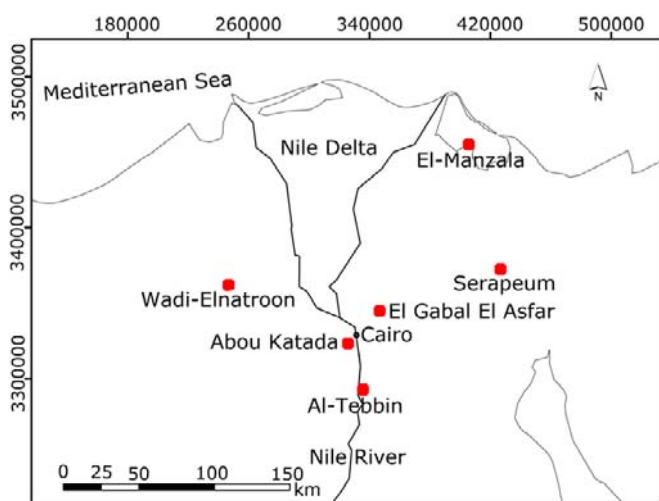 180000 260000 340000 420000 500000
3500000
Mediterranean Sea
N
Nile Delta
El-Manzala
3400000
Serapeum
Wadi-Elnatroon
El Gabal El Asfar
Cairo
Abou Katada
3300000
Al-Tebbin
Nile River
0 25 50 100 150
km